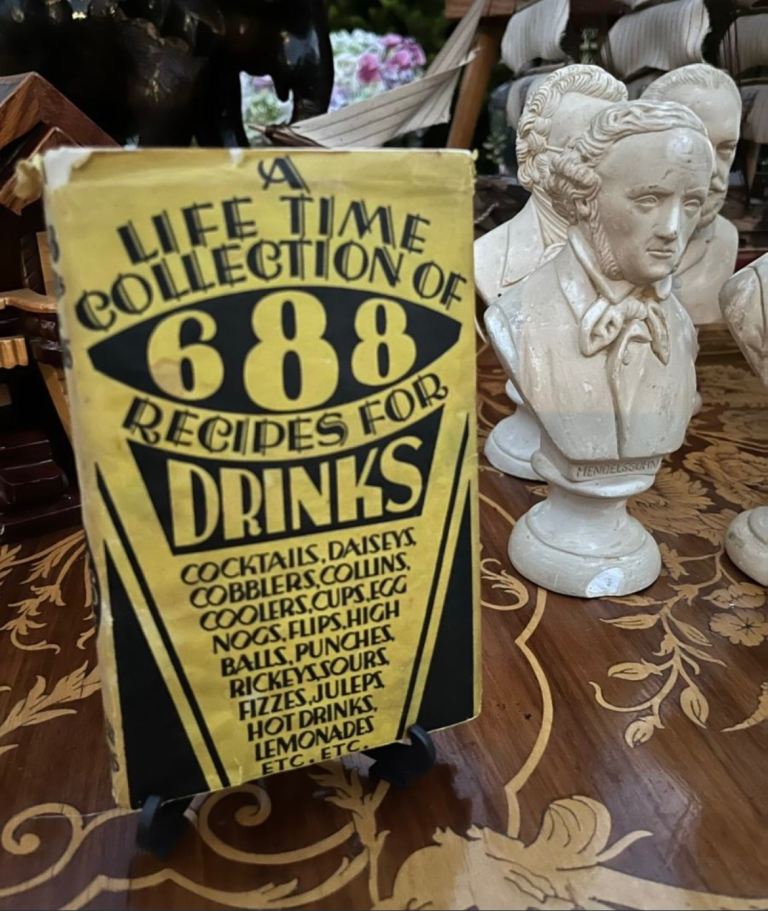 A
LIFE TIME
COLLECTION OF
688
RECIPES FOR
DRINKS
COCKTAILS, DAISEYS,
COBBLERS, COLLINS,
COOLERS, CUPS, EGG
NOGS, FLIPS, HIGH
BALLS, PUNCHES,
RICKEYS, SOURS,
FIZZES, JULEPS,
HOT DRINKS,
LEMONADES
ETC. ETC.
MENDELSSOHN